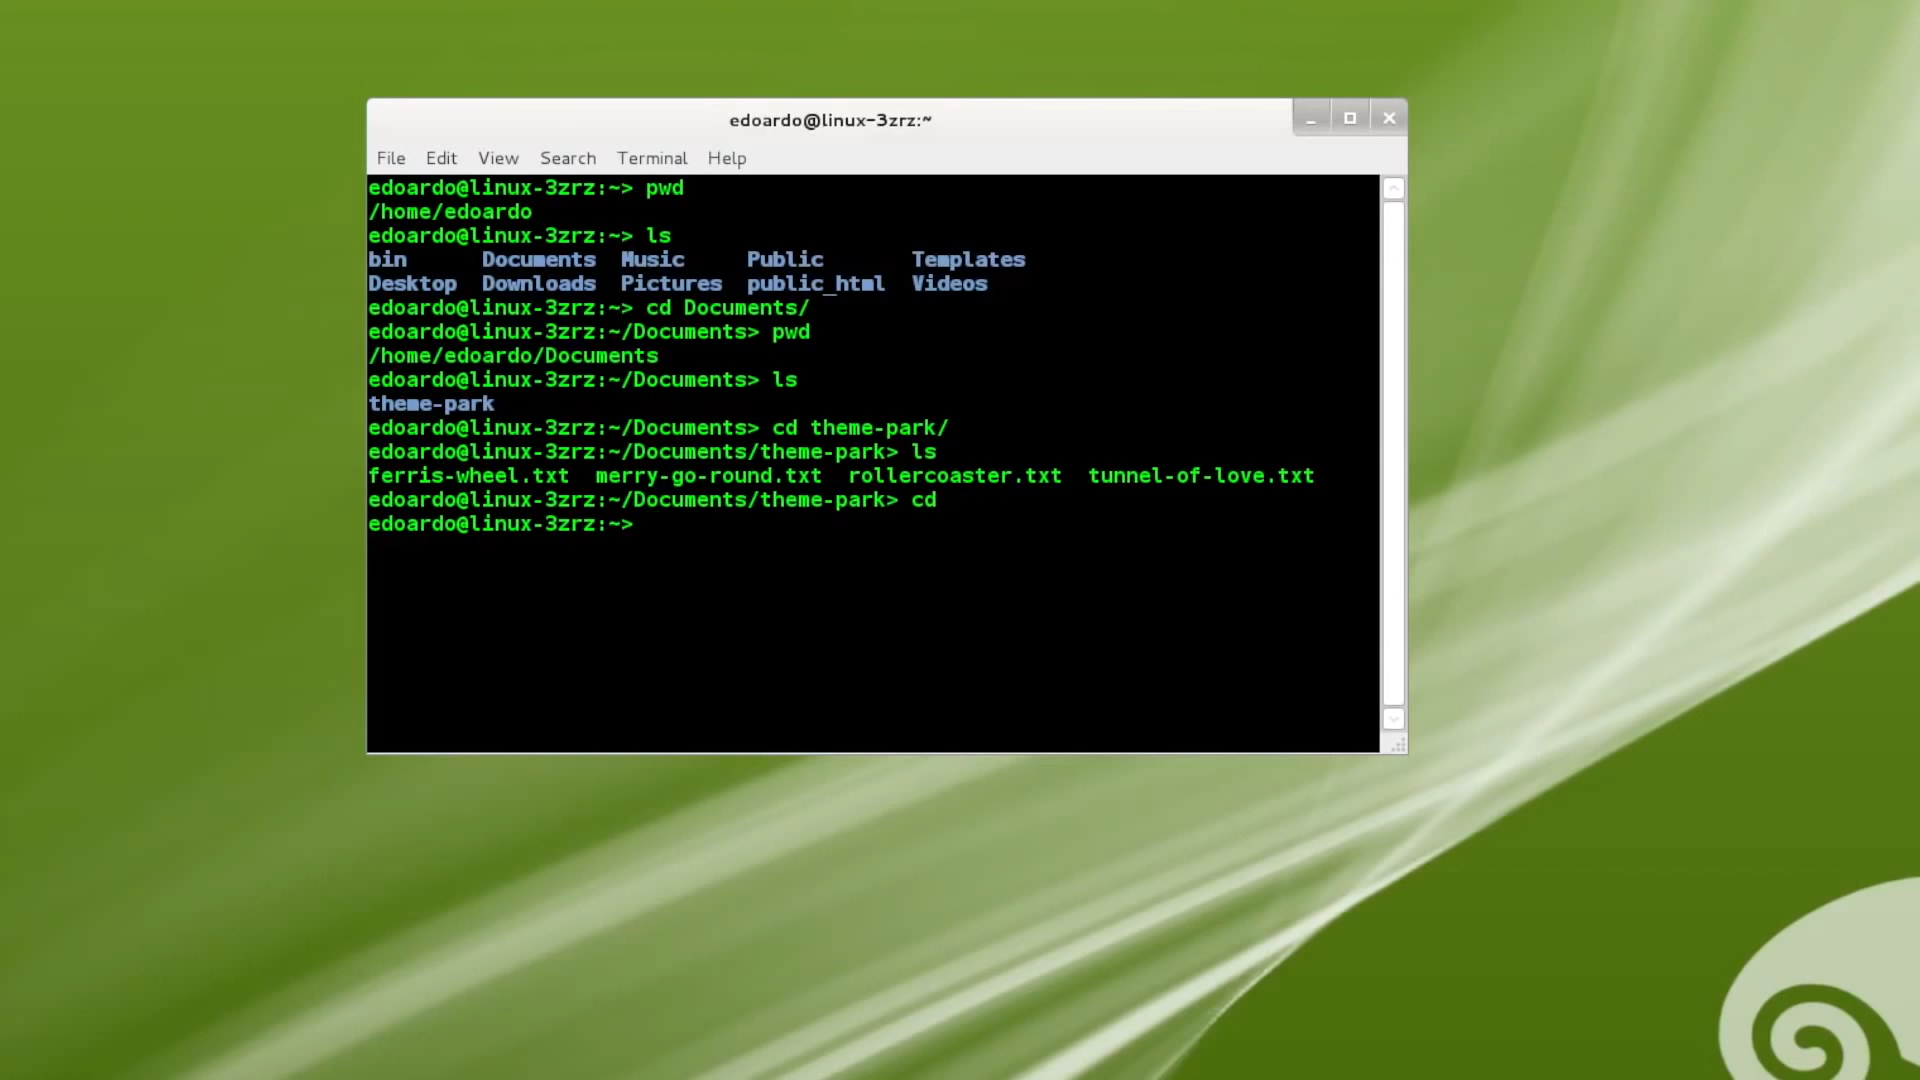 edoardo@linux-3zrz:~
File Edit View Search Terminal Help
edoardo@linux-3zrz:~> pwd
/home/edoardo
edoardo@linux-3zrz:~> ls
bin Documents Music Public Templates
Desktop Downloads Pictures public_html Videos
edoardo@linux-3zrz:~> cd Documents/
edoardo@linux-3zrz:~/Documents> pwd
/home/edoardo/Documents
edoardo@linux-3zrz:~/Documents> ls
theme-park
edoardo@linux-3zrz:~/Documents> cd theme-park/
edoardo@linux-3zrz:~/Documents/theme-park> ls
ferris-wheel.txt merry-go-round.txt rollercoaster.txt tunnel-of-love.txt
edoardo@linux-3zrz:~/Documents/theme-park> cd
edoardo@linux-3zrz:~>